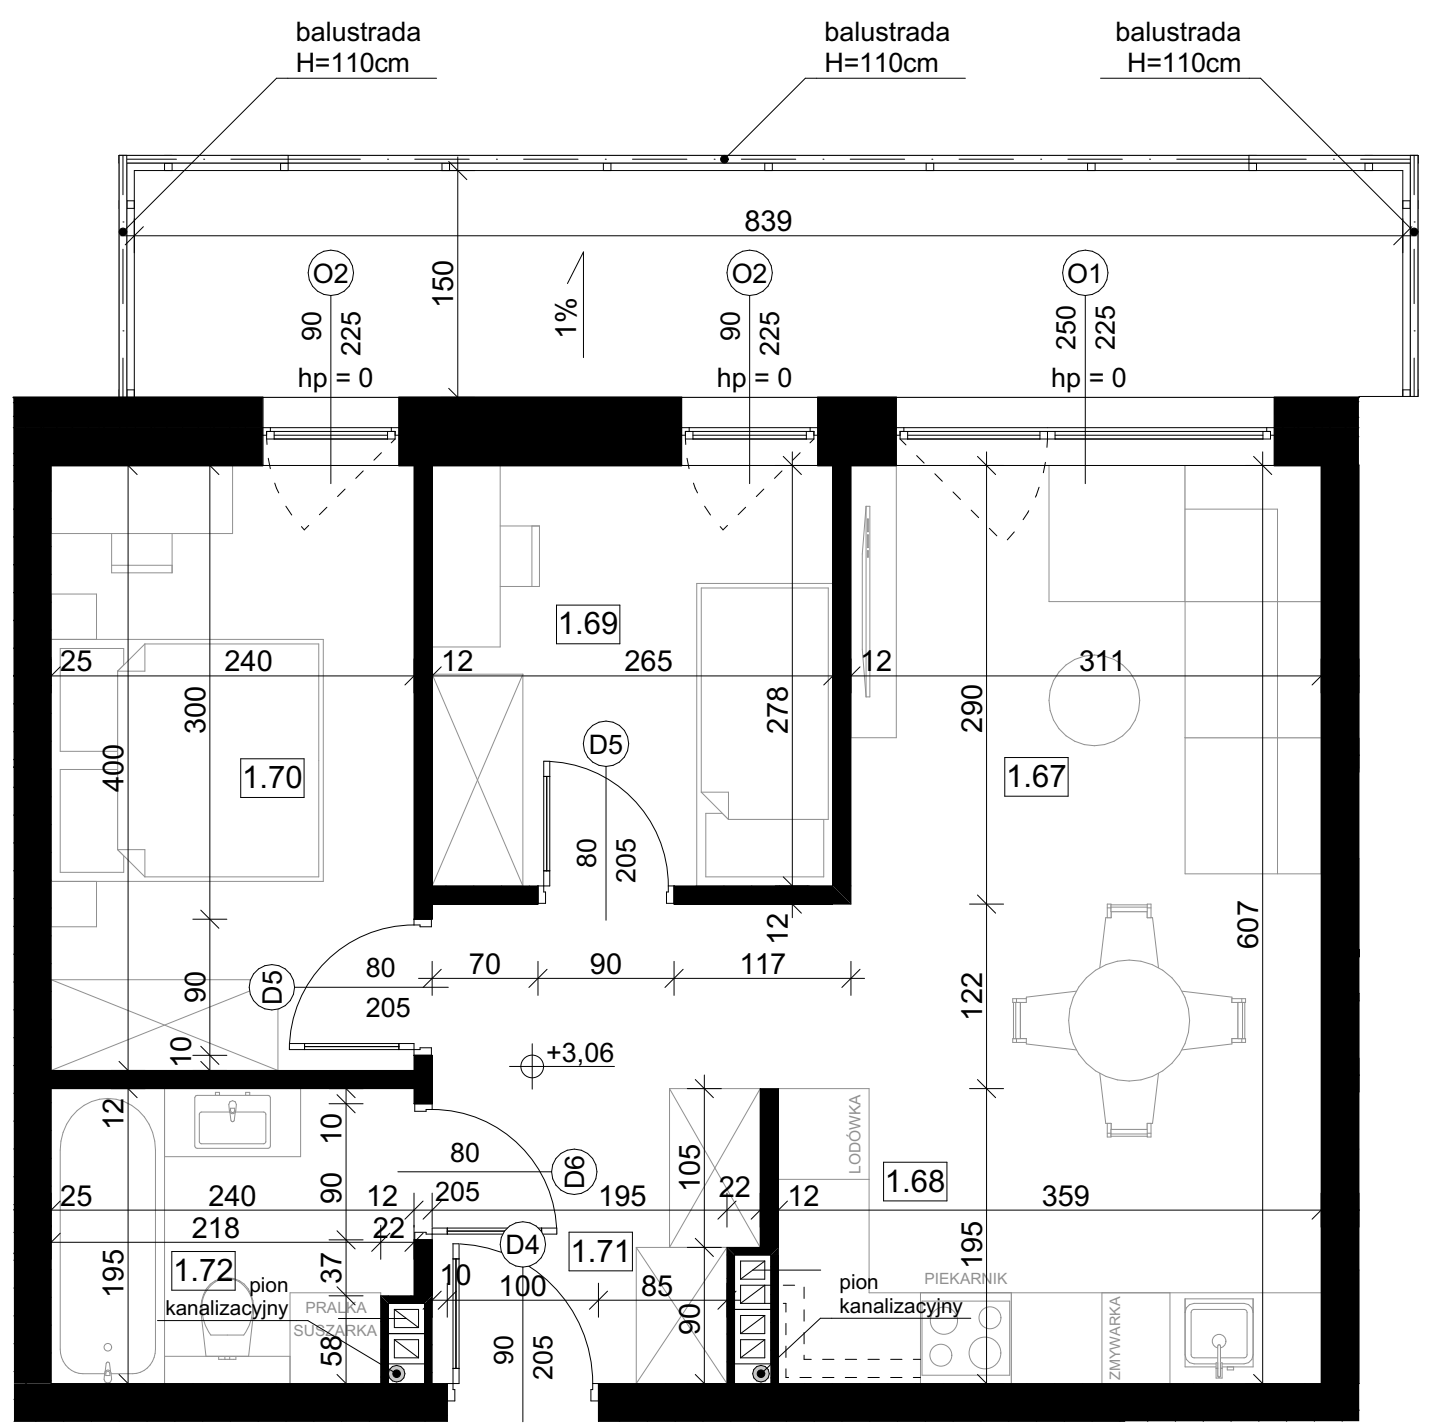 balustrada
H=110cm
balustrada
H=110cm
balustrada
H=110cm
839
150
1%
O2
90
225
hp = 0
O2
90
225
hp = 0
O1
250
225
hp = 0
1.69
25
240
12
265
12
311
300
400
278
290
1.70
1.67
D5
80
205
607
12
70
90
117
122
D5
80
205
90
10
+3,06
12
10
90
80
205
D6
105
LODÓWKA
1.68
25
240
12
195
22
12
359
218
22
D4
1.71
195
1.72
37
10
100
85
195
pion
kanalizacyjny
PRALKA
SUSZARKA
58
90
205
90
pion
kanalizacyjny
PIEKARNIK
ZMYWARKA